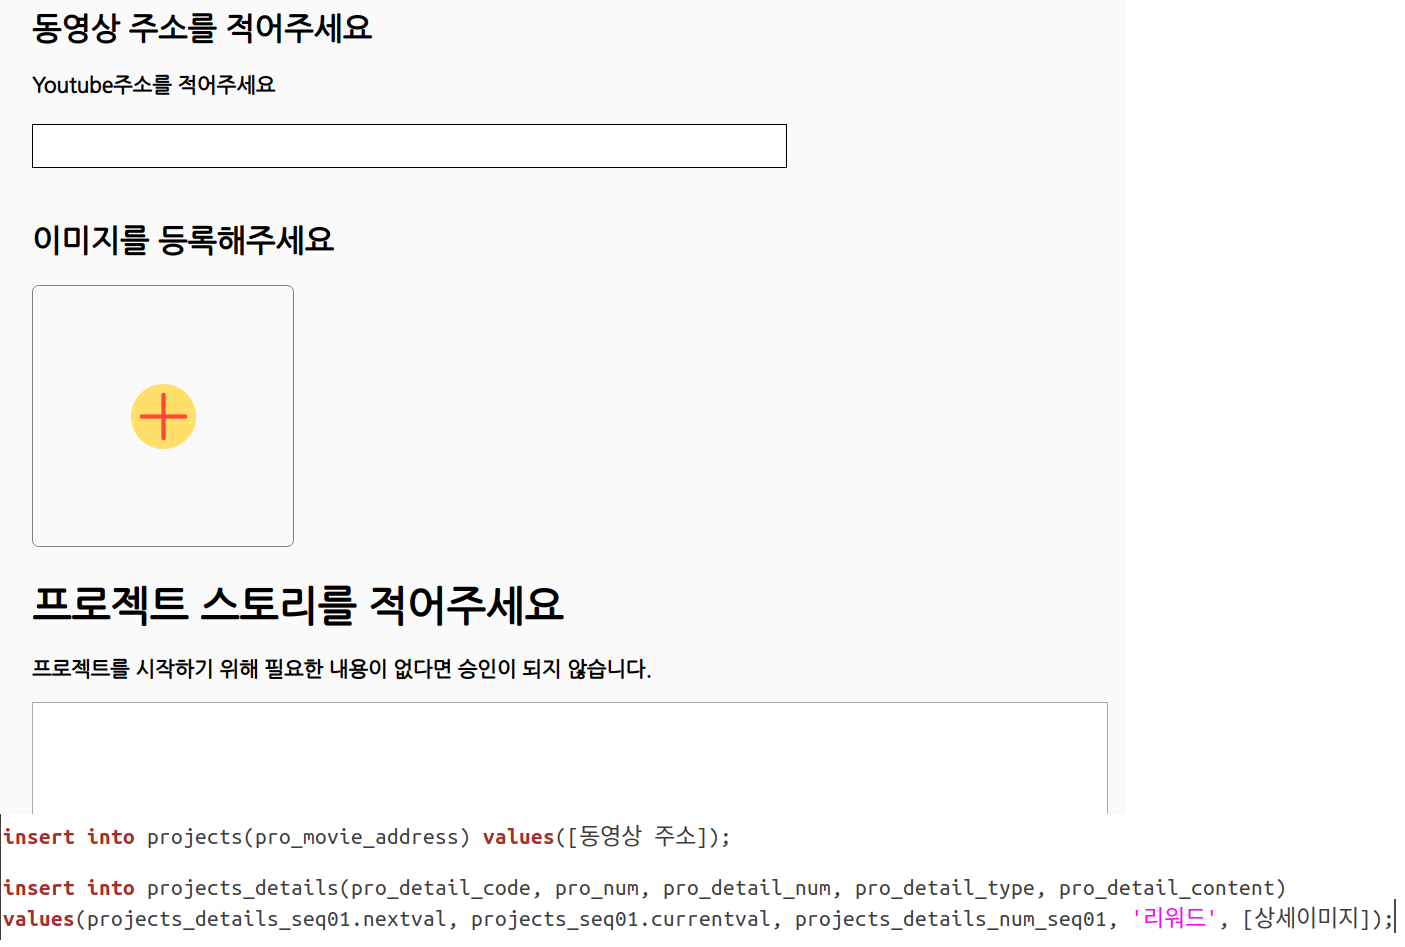 동영상 주소를 적어주세요
Youtube주소를 적어주세요
이미지를 등록해주세요
프로젝트 스토리를 적어주세요
프로젝트를 시작하기 위해 필요한 내용이 없다면 승인이 되지 않습니다.
insert into projects(pro_movie_address) values([동영상 주소]);
insert into projects_details(pro_detail_code, pro_num, pro_detail_num, pro_detail_type, pro_detail_content)
values(projects_details_seq01.nextval, projects_seq01.currentval, projects_details_num_seq01, '리워드', [상세이미지]);